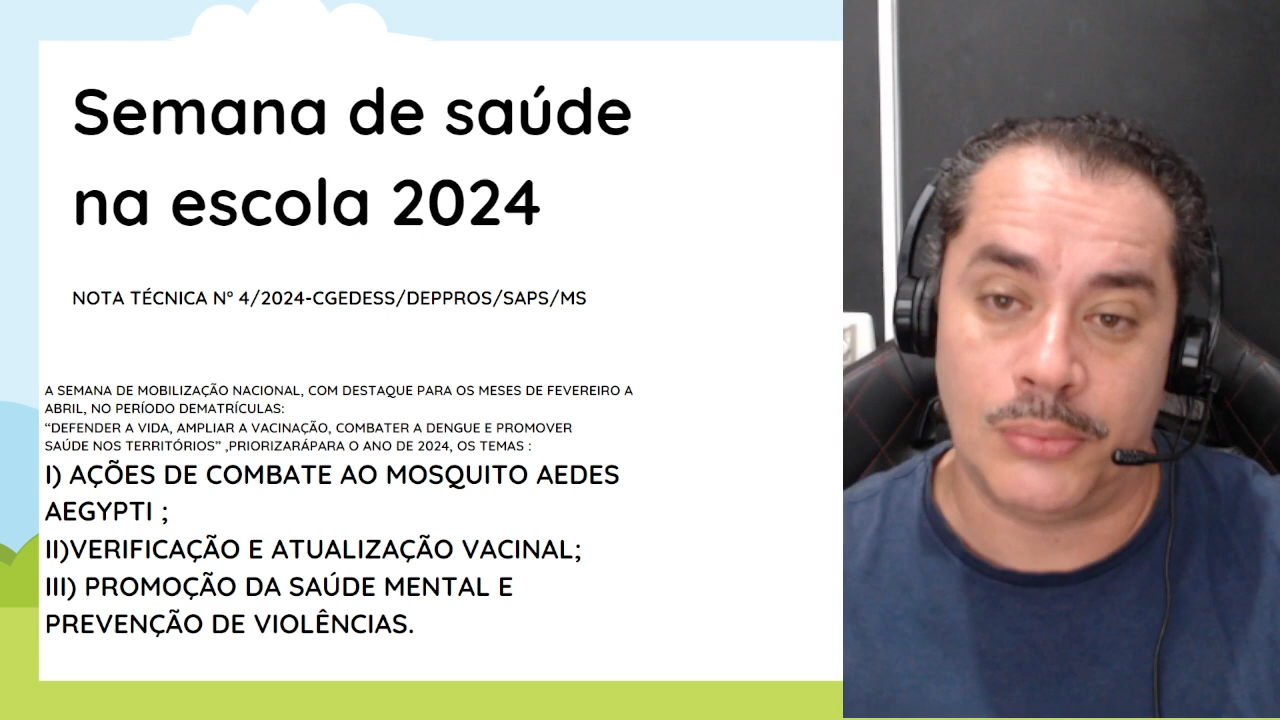 Semana de saúde
na escola 2024
NOTA TÉCNICA Nº 4/2024-CGEDESS/DEPPROS/SAPS/MS
A SEMANA DE MOBILIZAÇÃO NACIONAL, COM DESTAQUE PARA OS MESES DE FEVEREIRO A
ABRIL, NO PERÍODO DEMATRÍCULAS:
“DEFENDER A VIDA, AMPLIAR A VACINAÇÃO, COMBATER A DENGUE E PROMOVER
SAÚDE NOS TERRITÓRIOS” ,PRIORIZARÁPARA O ANO DE 2024, OS TEMAS :
I) AÇÕES DE COMBATE AO MOSQUITO AEDES
AEGYPTI ;
II)VERIFICAÇÃO E ATUALIZAÇÃO VACINAL;
III) PROMOÇÃO DA SAÚDE MENTAL E
PREVENÇÃO DE VIOLÊNCIAS.